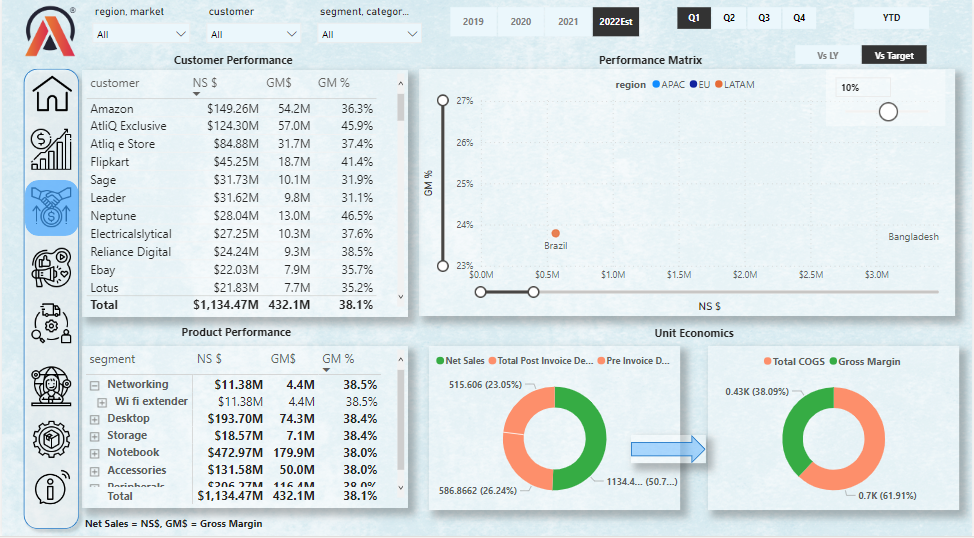 region, market customer segment, categor...
All All All
2019 2020 2021 2022Est
Q1 Q2 Q3 Q4 YTD
Vs LY Vs Target
Customer Performance
customer NS $ GM$ GM %
Amazon $149.26M 54.2M 36.3%
AtliQ Exclusive $124.30M 57.0M 45.9%
Atliq e Store $84.88M 31.7M 37.4%
Flipkart $45.25M 18.7M 41.4%
Sage $31.73M 10.1M 31.9%
Leader $31.62M 9.8M 31.1%
Neptune $28.04M 13.0M 46.5%
Electricalslytical $27.25M 10.3M 37.6%
Reliance Digital $24.24M 9.3M 38.5%
Ebay $22.03M 7.9M 35.7%
Lotus $21.83M 7.7M 35.2%
Total $1,134.47M 432.1M 38.1%
Performance Matrix
region APAC EU LATAM
10%
GM %
27%
26%
25%
24%
23%
Brazil
Bangladesh
$0.0M $0.5M $1.0M $1.5M $2.0M $2.5M $3.0M
NS $
Product Performance
segment NS $ GM$ GM %
Networking $11.38M 4.4M 38.5%
Wi fi extender $11.38M 4.4M 38.5%
Desktop $193.70M 74.3M 38.4%
Storage $18.57M 7.1M 38.4%
Notebook $472.97M 179.9M 38.0%
Accessories $131.58M 50.0M 38.0%
Peripherals $306.27M 116.4M 38.0%
Total $1,134.47M 432.1M 38.1%
Unit Economics
Net Sales Total Post Invoice De... Pre Invoice D...
515.606 (23.05%)
586.8662 (26.24%)
1134.4... (50.7...)
Total COGS Gross Margin
0.43K (38.09%)
0.7K (61.91%)
Net Sales = NS$, GM$ = Gross Margin